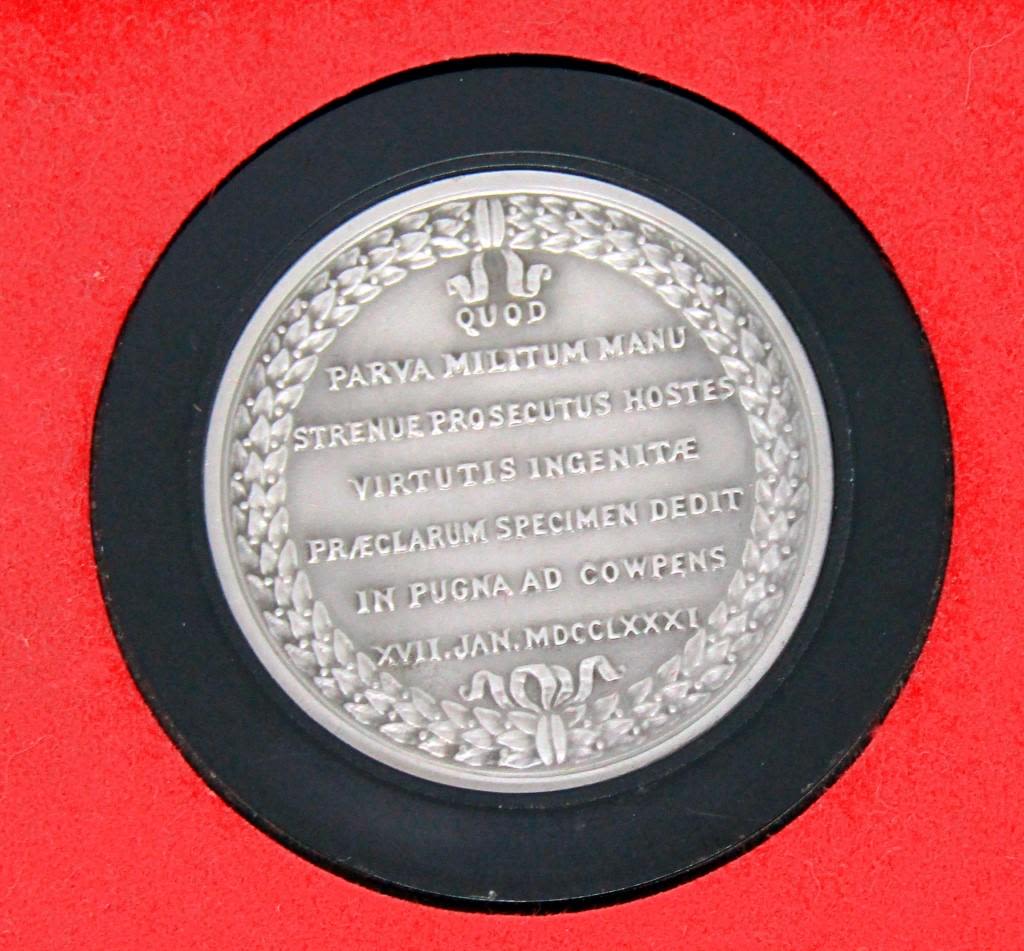 QUOD
PARVA MILITUM MANU
STRENUE PROSECUTUS HOSTES
VIRTUTIS INGENITÆ
PRÆCLARUM SPECIMEN DEDIT
IN PUGNA AD COWPENS
XVII. JAN. MDCCLXXXI